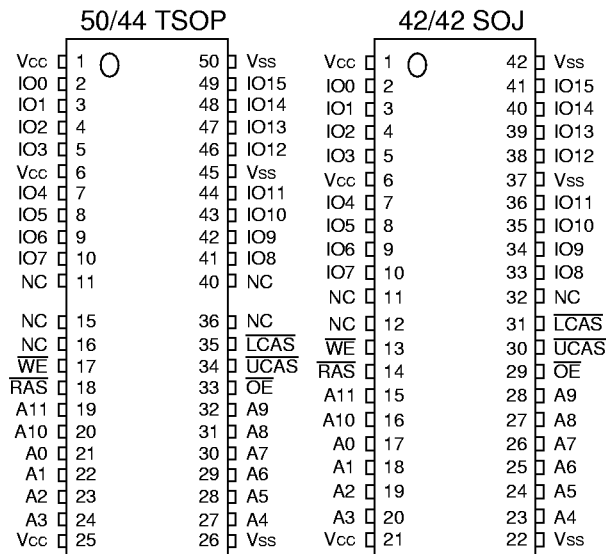 50/44 TSOP
Vcc 1 50 Vss
IO0 2 49 IO15
IO1 3 48 IO14
IO2 4 47 IO13
IO3 5 46 IO12
Vcc 6 45 Vss
IO4 7 44 IO11
IO5 8 43 IO10
IO6 9 42 IO9
IO7 10 41 IO8
NC 11 40 NC
NC 15 36 NC
NC 16 35 LCAS
WE 17 34 UCAS
RAS 18 33 OE
A11 19 32 A9
A10 20 31 A8
A0 21 30 A7
A1 22 29 A6
A2 23 28 A5
A3 24 27 A4
Vcc 25 26 Vss
42/42 SOJ
Vcc 1 42 Vss
IO0 2 41 IO15
IO1 3 40 IO14
IO2 4 39 IO13
IO3 5 38 IO12
Vcc 6 37 Vss
IO4 7 36 IO11
IO5 8 35 IO10
IO6 9 34 IO9
IO7 10 33 IO8
NC 11 32 NC
NC 12 31 LCAS
WE 13 30 UCAS
RAS 14 29 OE
A11 15 28 A9
A10 16 27 A8
A0 17 26 A7
A1 18 25 A6
A2 19 24 A5
A3 20 23 A4
Vcc 21 22 Vss